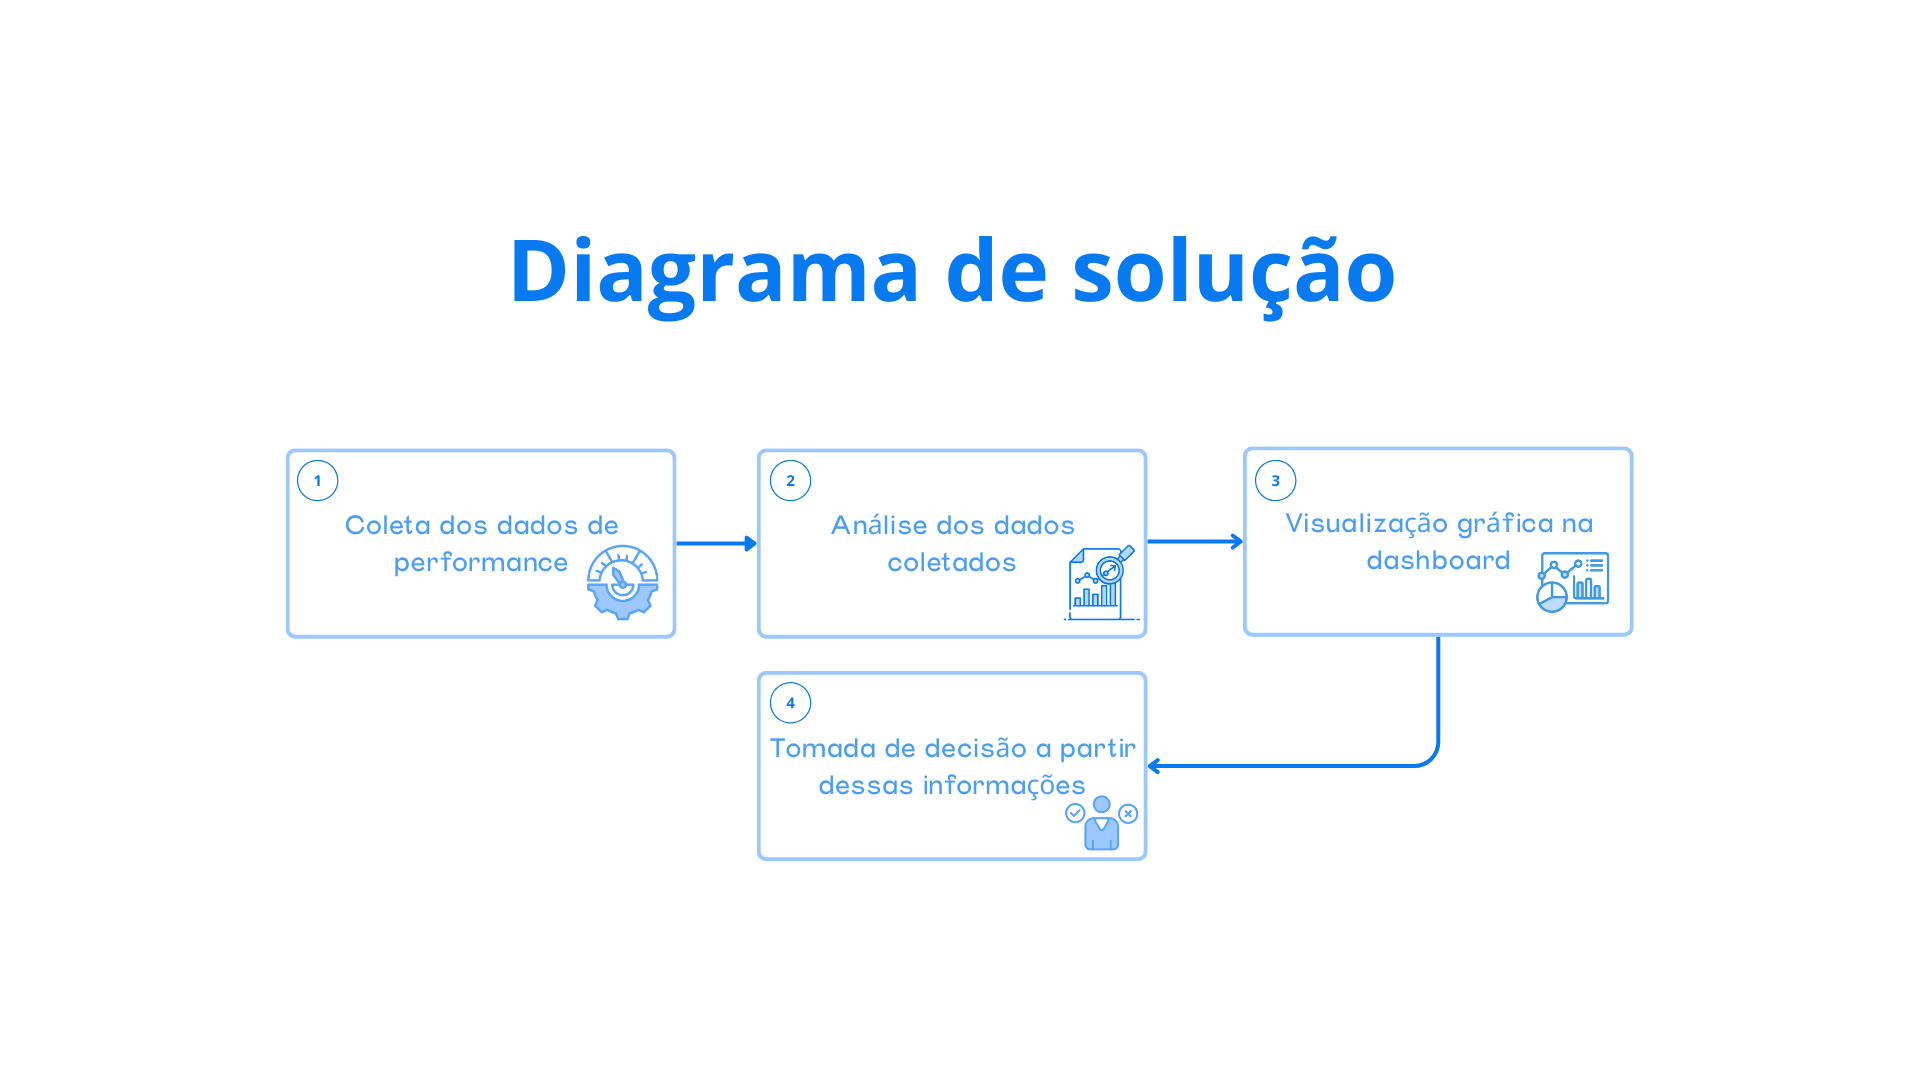 Diagrama de solução
1
Coleta dos dados de
performance
2
Análise dos dados
coletados
3
Visualização gráfica na
dashboard
4
Tomada de decisão a partir
dessas informações